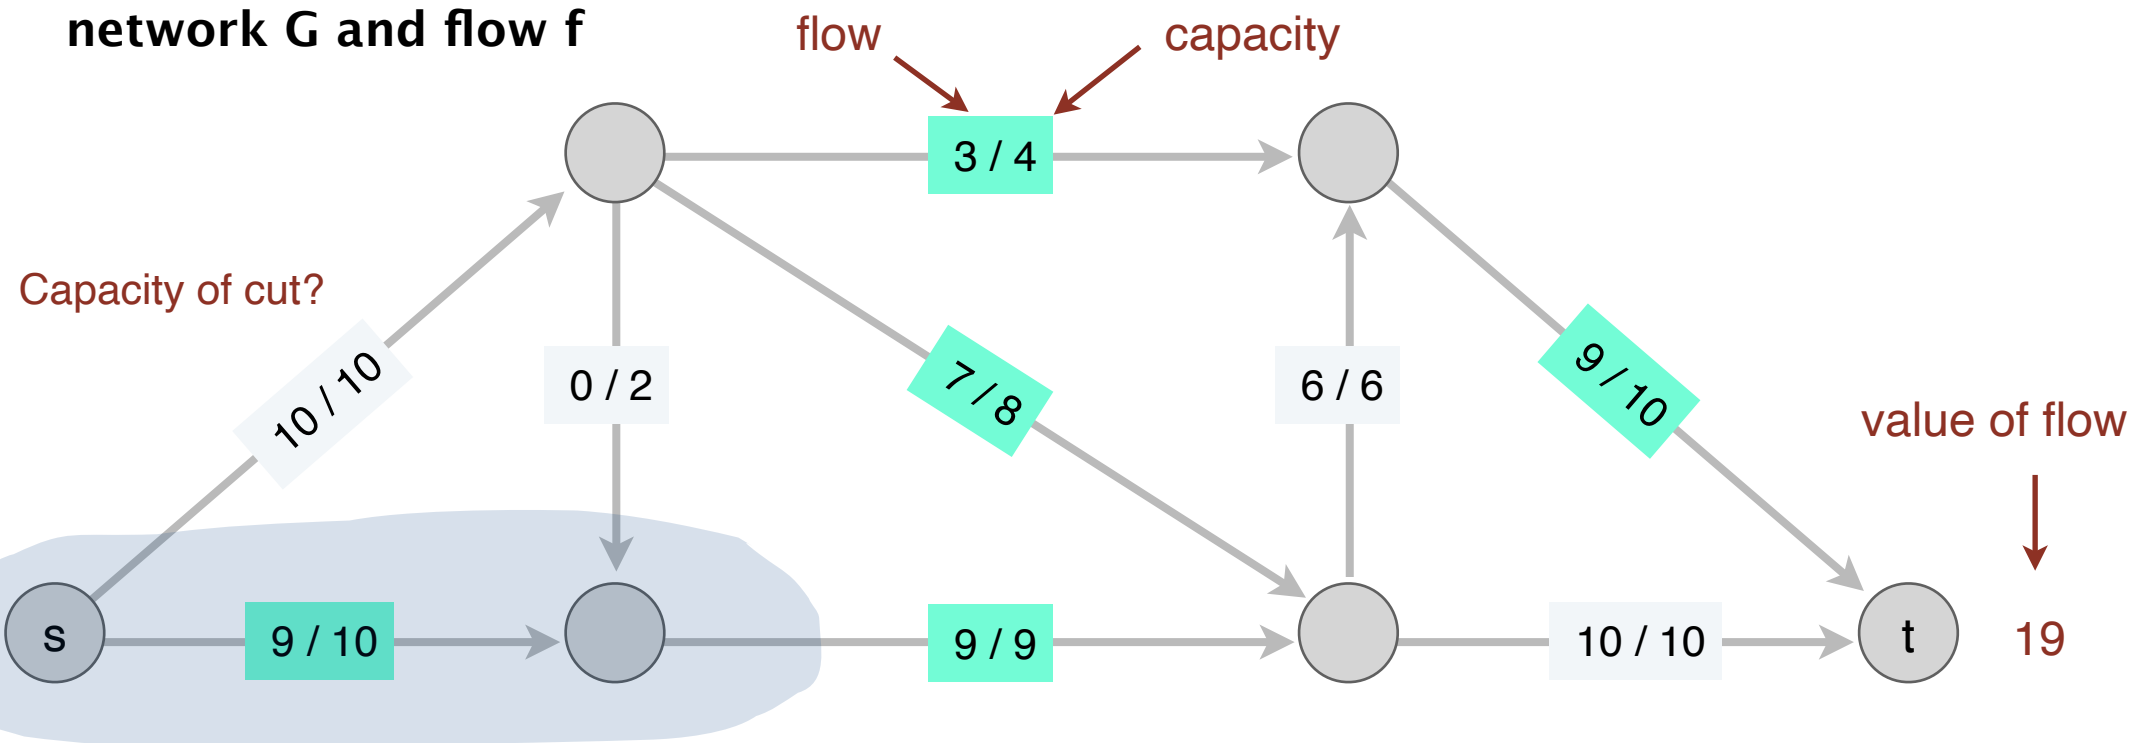 network G and flow f
flow
capacity
3 / 4
Capacity of cut?
10 / 10
0 / 2
7 / 8
6 / 6
9 / 10
value of flow
s
9 / 10
9 / 9
10 / 10
t
19